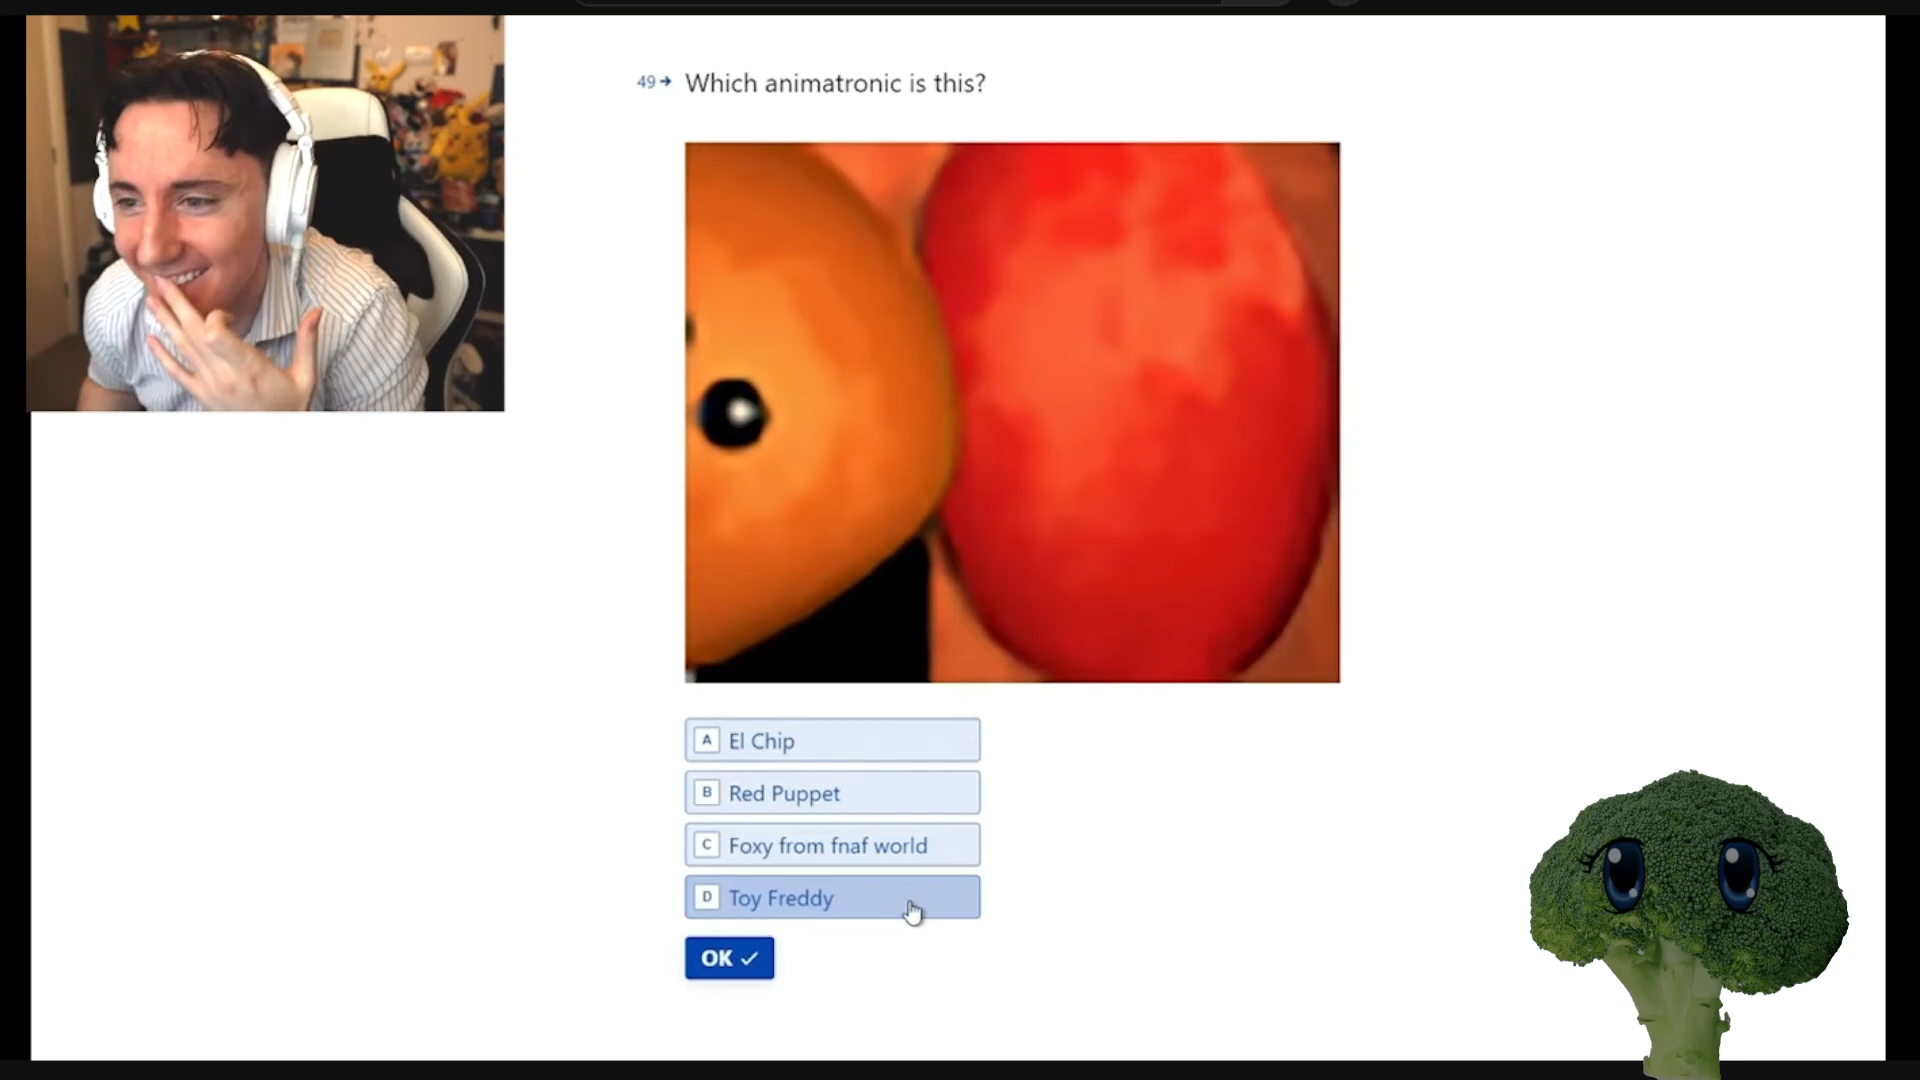 49→ Which animatronic is this?
A El Chip
B Red Puppet
C Foxy from fnaf world
D Toy Freddy
OK ✓